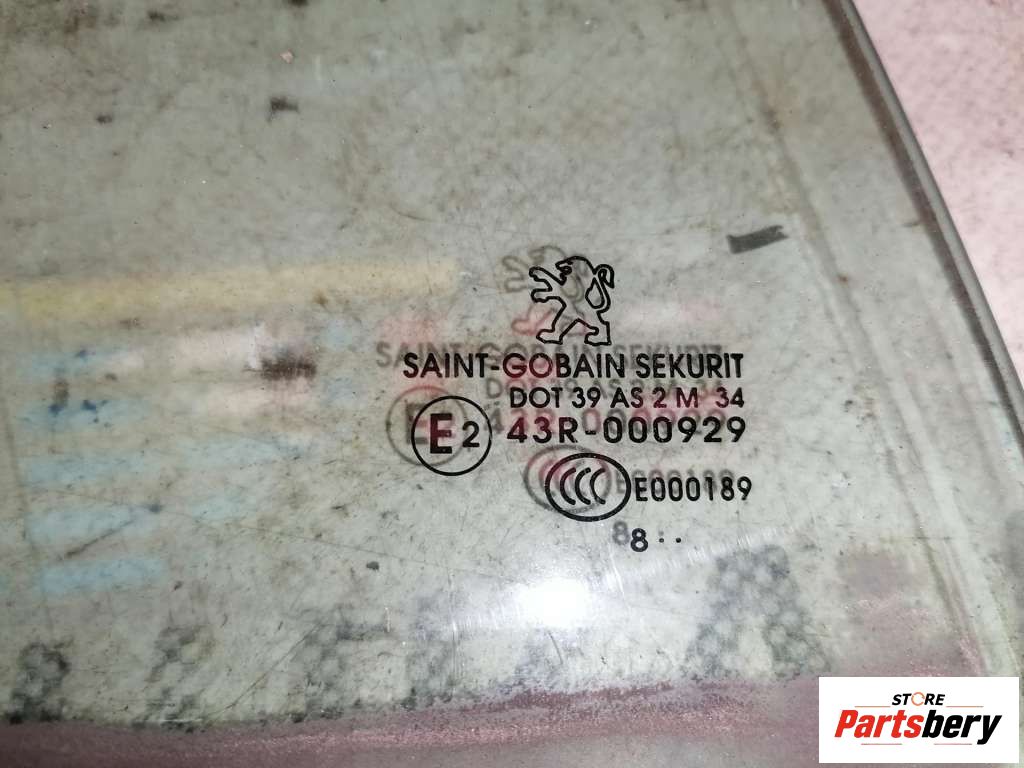 SAINT-GOBAIN SEKURIT
DOT 39 AS 2 M 34
E2 43R-000929
CCC E000189
8 ..
STORE
Partsbery